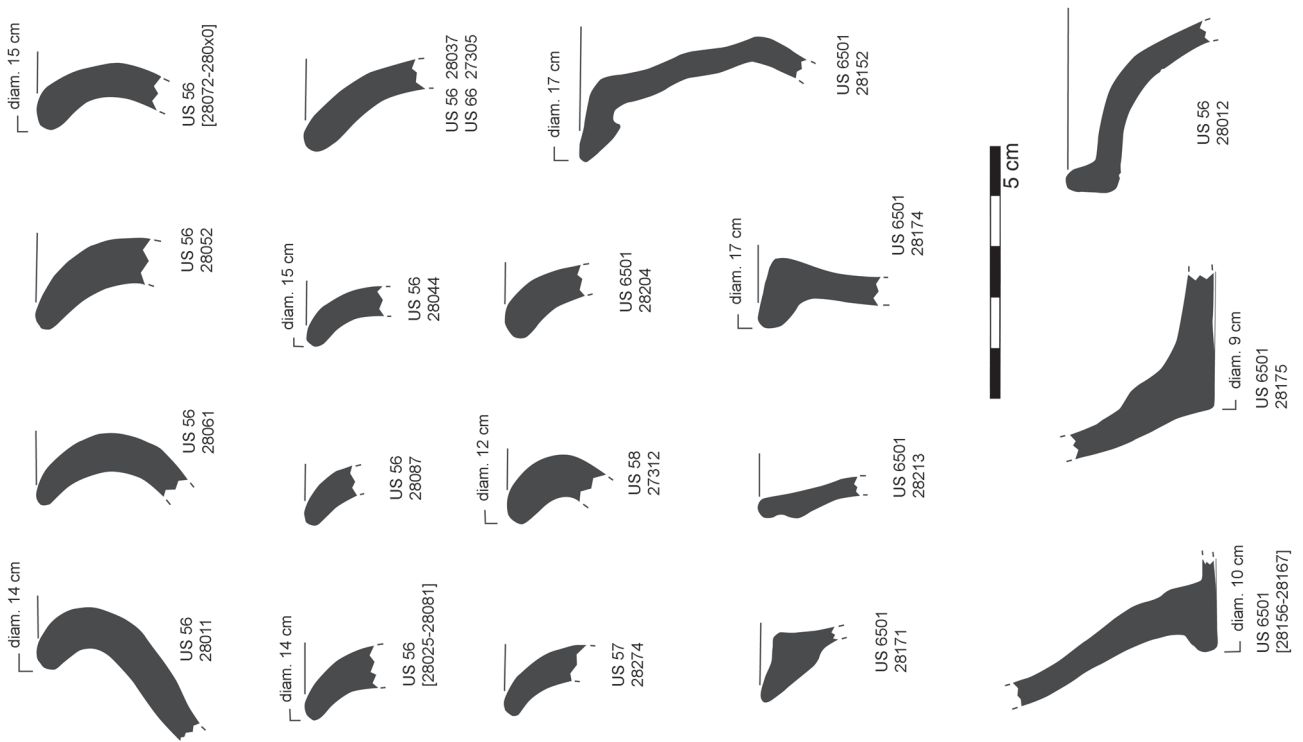 diam. 15 cm
US 56
[28072-280x0]
US 56 28037
US 66 27305
diam. 17 cm
US 6501
28152
US 56
28012
5 cm
US 56
28052
diam. 15 cm
US 56
28044
US 6501
28204
diam. 17 cm
US 6501
28174
diam. 9 cm
US 6501
28175
US 56
28061
US 56
28087
diam. 12 cm
US 58
27312
US 6501
28213
diam. 14 cm
US 56
28011
diam. 14 cm
US 56
[28025-28081]
US 57
28274
US 6501
28171
diam. 10 cm
US 6501
[28156-28167]